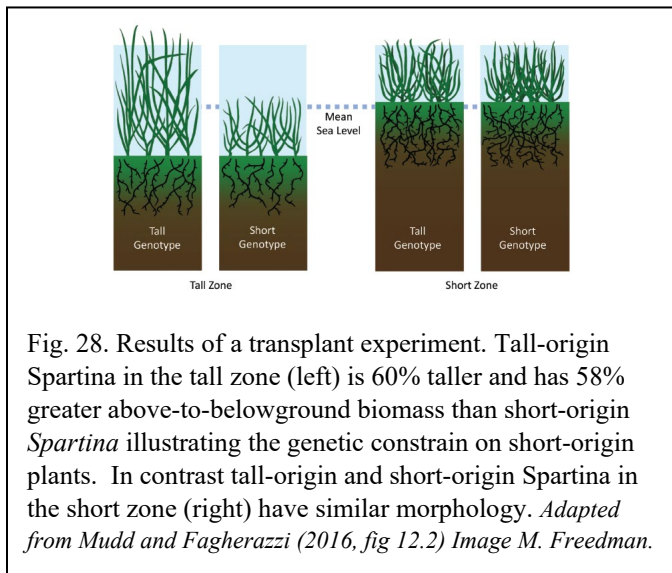 Mean
Sea Level
Tall
Genotype
Short
Genotype
Tall
Genotype
Short
Genotype
Tall Zone
Short Zone
Fig. 28. Results of a transplant experiment. Tall-origin
Spartina in the tall zone (left) is 60% taller and has 58%
greater above-to-belowground biomass than short-origin
Spartina illustrating the genetic constrain on short-origin
plants.  In contrast tall-origin and short-origin Spartina in
the short zone (right) have similar morphology. Adapted
from Mudd and Fagherazzi (2016, fig 12.2) Image M. Freedman.